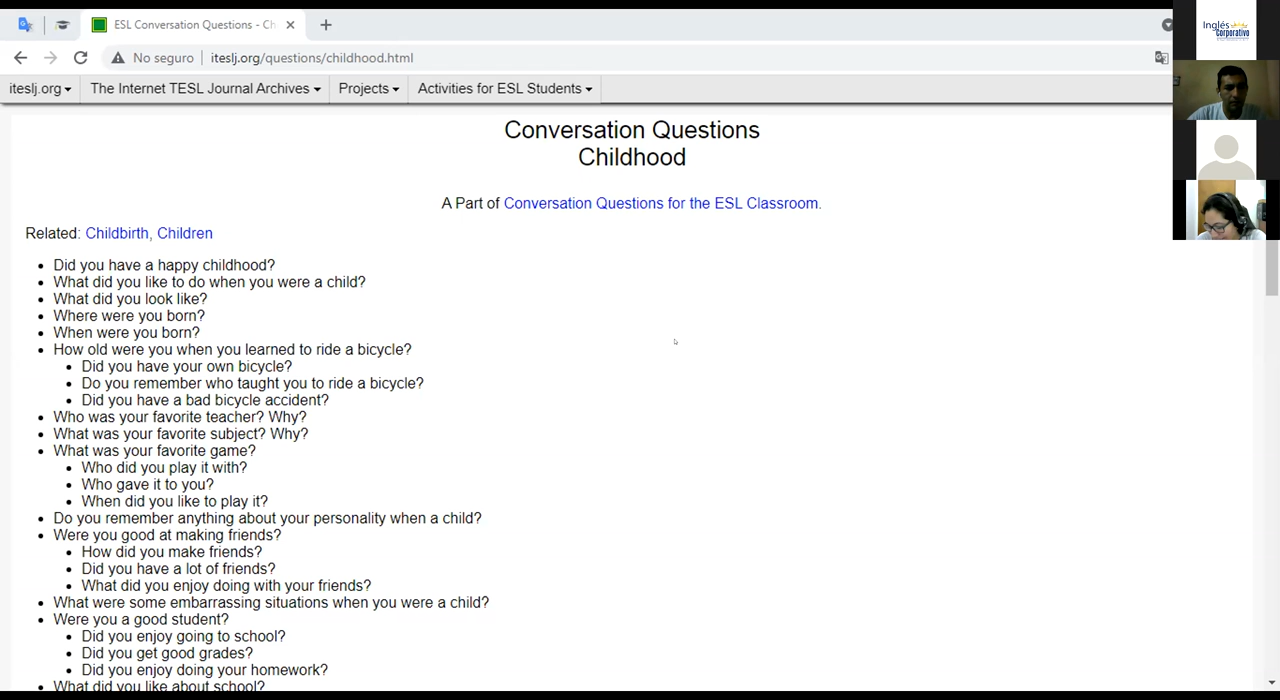 ESL Conversation Questions - Ch
No seguro
iteslj.org/questions/childhood.html
iteslj.org
The Internet TESL Journal Archives
Projects
Activities for ESL Students
Inglés
Corporativo
Conversation Questions
Childhood
A Part of Conversation Questions for the ESL Classroom.
Related: Childbirth, Children
Did you have a happy childhood?
What did you like to do when you were a child?
What did you look like?
Where were you born?
When were you born?
How old were you when you learned to ride a bicycle?
Did you have your own bicycle?
Do you remember who taught you to ride a bicycle?
Did you have a bad bicycle accident?
Who was your favorite teacher? Why?
What was your favorite subject? Why?
What was your favorite game?
Who did you play it with?
Who gave it to you?
When did you like to play it?
Do you remember anything about your personality when a child?
Were you good at making friends?
How did you make friends?
Did you have a lot of friends?
What did you enjoy doing with your friends?
What were some embarrassing situations when you were a child?
Were you a good student?
Did you enjoy going to school?
Did you get good grades?
Did you enjoy doing your homework?
What did you like about school?